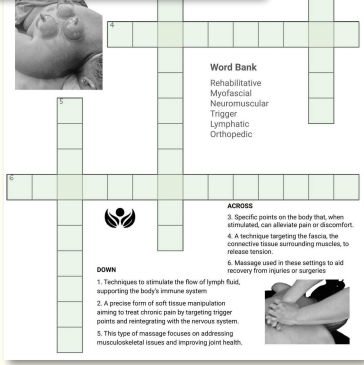 4
Word Bank
Rehabilitative
Myofascial
Neuromuscular
Trigger
Lymphatic
Orthopedic
5
6
ACROSS
3. Specific points on the body that, when
stimulated, can alleviate pain or discomfort.
4. A technique targeting the fascia, the
connective tissue surrounding muscles, to
release tension.
6. Massage used in these settings to aid
recovery from injuries or surgeries
DOWN
1. Techniques to stimulate the flow of lymph fluid,
supporting the body's immune system
2. A precise form of soft tissue manipulation
aiming to treat chronic pain by targeting trigger
points and reintegrating with the nervous system.
5. This type of massage focuses on addressing
musculoskeletal issues and improving joint health.